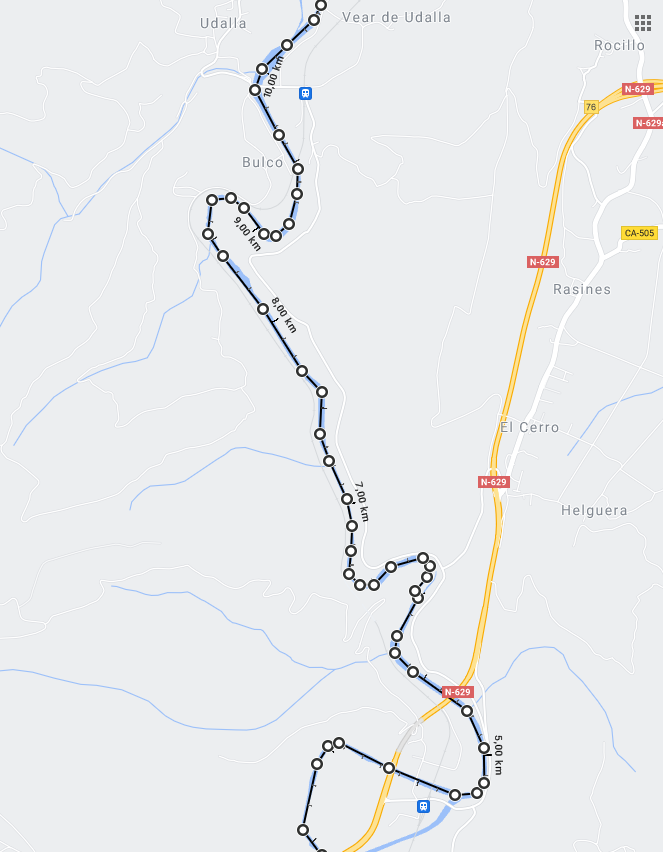 Udalla
Vear de Udalla
Rocillo
10,00 km
N-629
76
N-629a
Bulco
9,00 km
CA-505
N-629
Rasines
8,00 km
El Cerro
7,00 km
N-629
Helguera
N-629
5,00 km